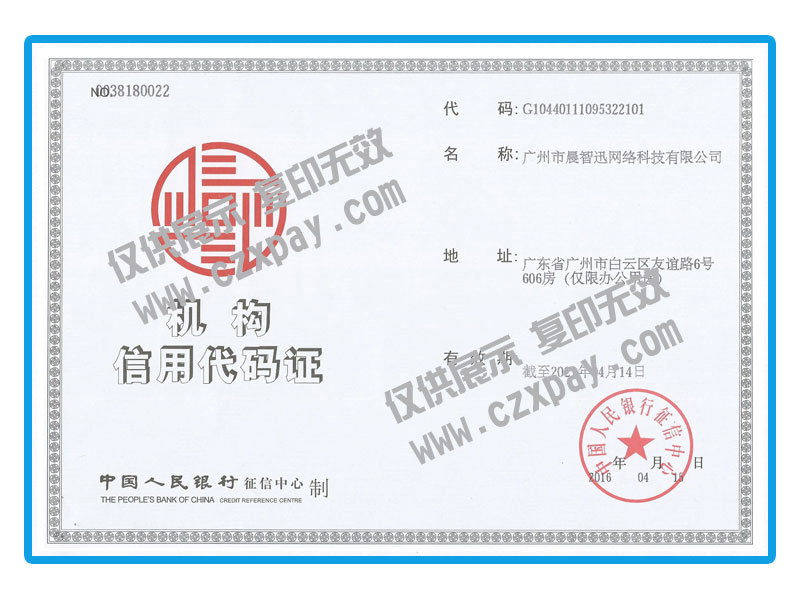 NO.0038180022
代 码: G10440111095322101
名 称: 广州市晨智迅网络科技有限公司
地 址: 广东省广州市白云区友谊路6号
606房(仅限办公用途)
机 构
信用代码证
有 效 期
截至2021年04月14日
中国人民银行征信中心 制
THE PEOPLE'S BANK OF CHINA CREDIT REFERENCE CENTRE
中国人民银行征信中心
年 月 日
2016 04 15
仅供展示 复印无效
www.czxpay.com
仅供展示 复印无效
www.czxpay.com